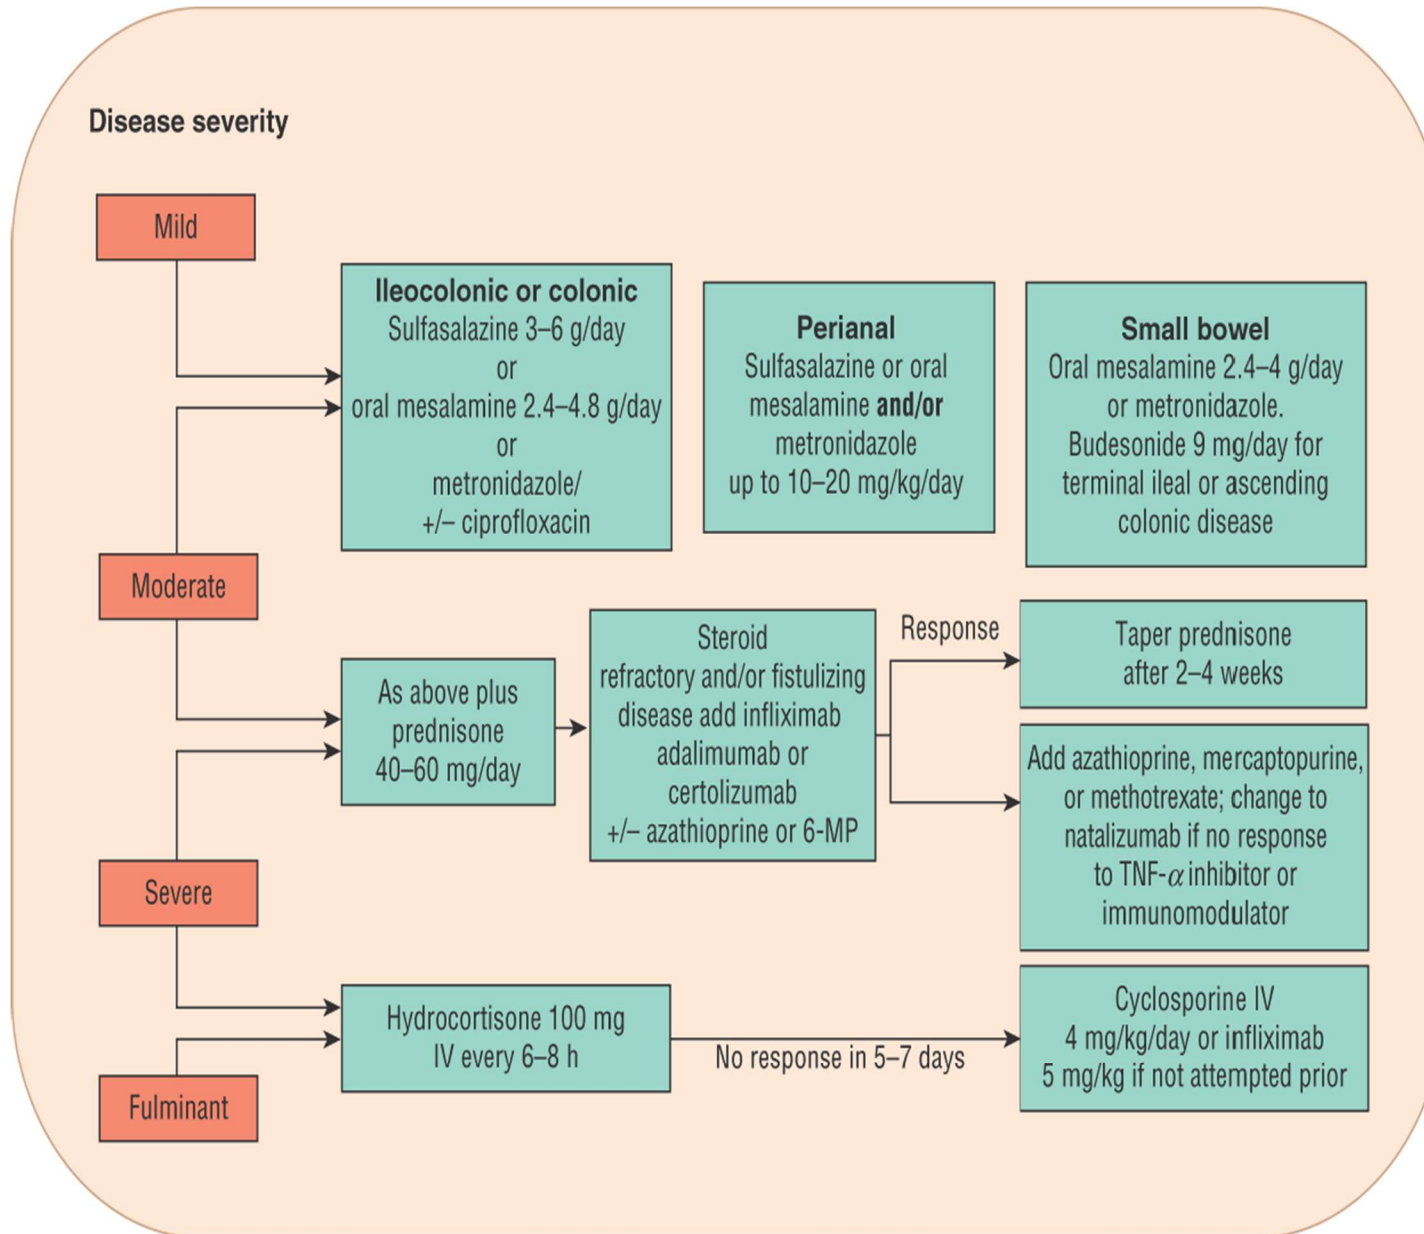 Disease severity
Mild
Ileocolonic or colonic
Sulfasalazine 3–6 g/day
or
oral mesalamine 2.4–4.8 g/day
or
metronidazole/
+/– ciprofloxacin
Perianal
Sulfasalazine or oral
mesalamine and/or
metronidazole
up to 10–20 mg/kg/day
Small bowel
Oral mesalamine 2.4–4 g/day
or metronidazole.
Budesonide 9 mg/day for
terminal ileal or ascending
colonic disease
Moderate
As above plus
prednisone
40–60 mg/day
Steroid
refractory and/or fistulizing
disease add infliximab
adalimumab or
certolizumab
+/– azathioprine or 6-MP
Response
Taper prednisone
after 2–4 weeks
Add azathioprine, mercaptopurine,
or methotrexate; change to
natalizumab if no response
to TNF-α inhibitor or
immunomodulator
Severe
Hydrocortisone 100 mg
IV every 6–8 h
No response in 5–7 days
Cyclosporine IV
4 mg/kg/day or infliximab
5 mg/kg if not attempted prior
Fulminant